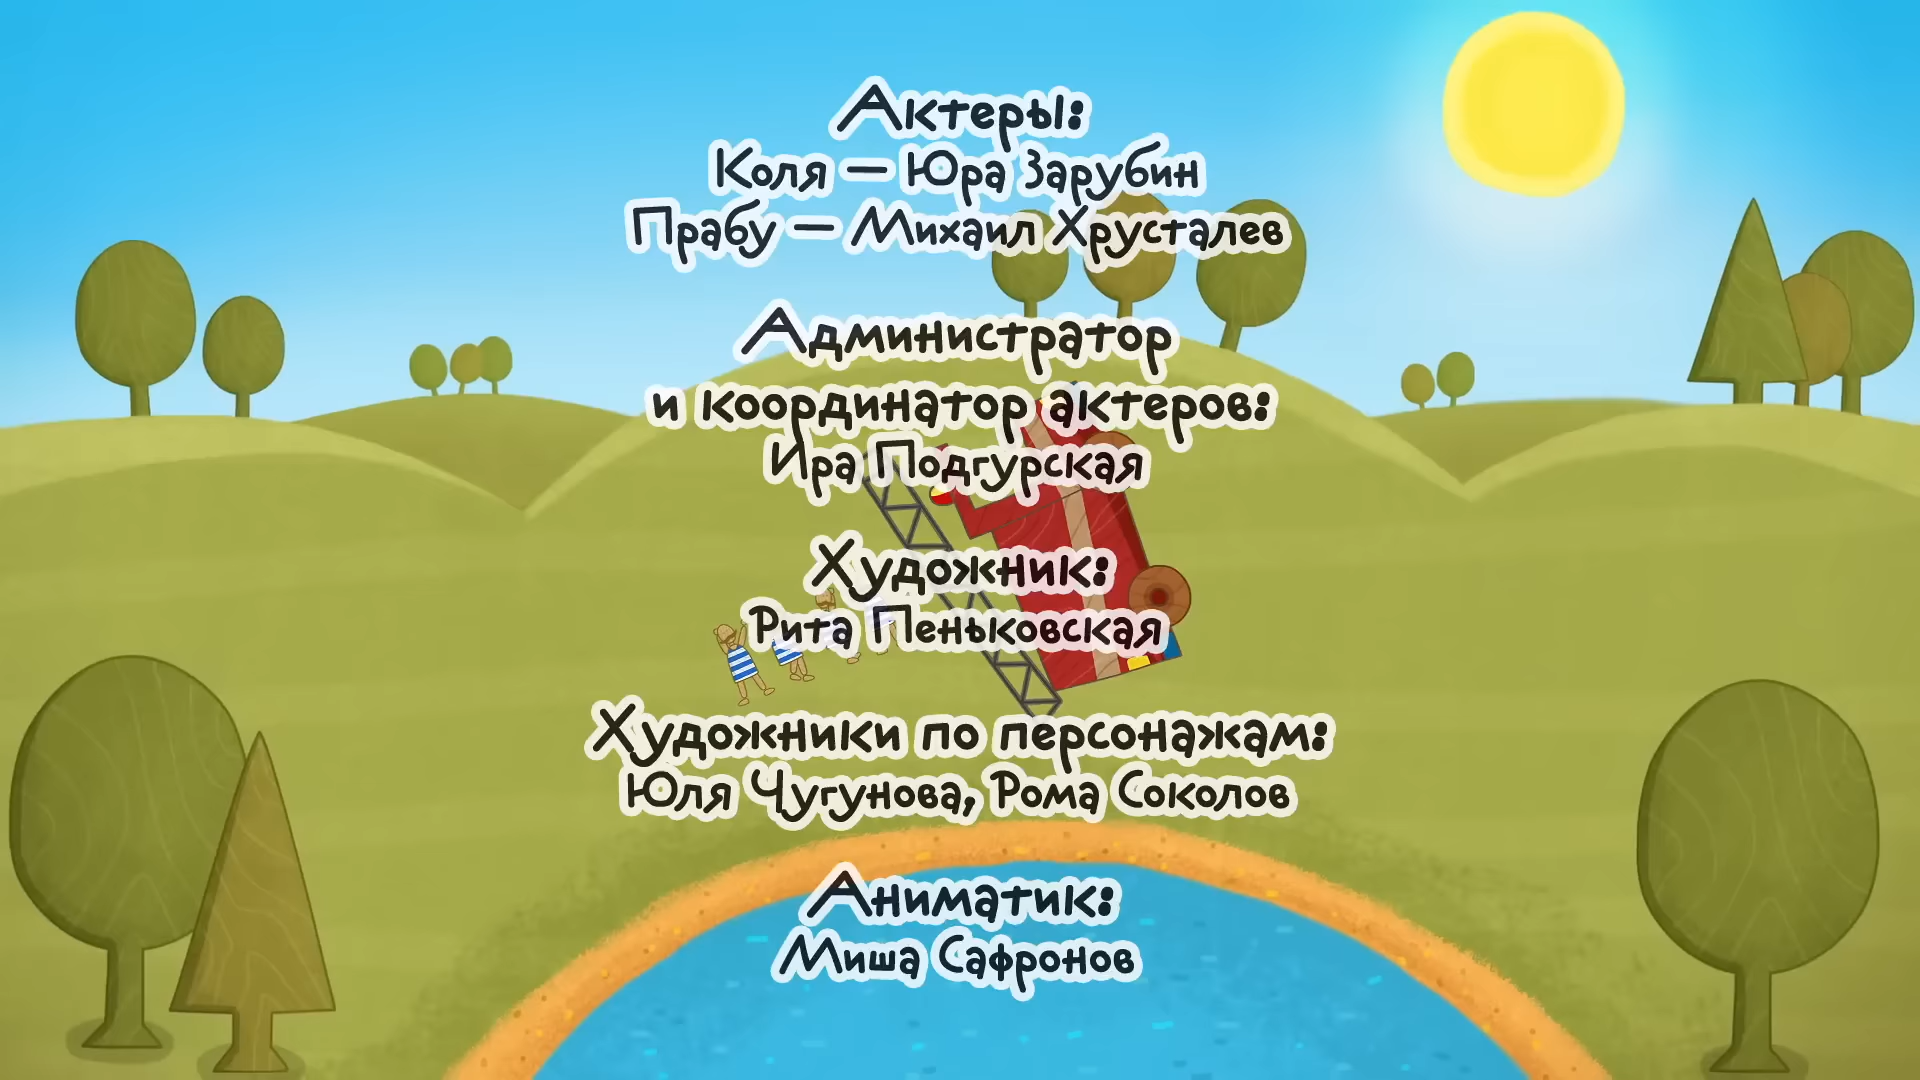 Актеры:
Коля — Юра Зарубин
Прабу — Михаил Хрусталев
Администратор
и координатор актеров:
Ира Подгурская
Художник:
Рита Пеньковская
Художники по персонажам:
Юля Чугунова, Рома Соколов
Аниматик:
Миша Сафронов